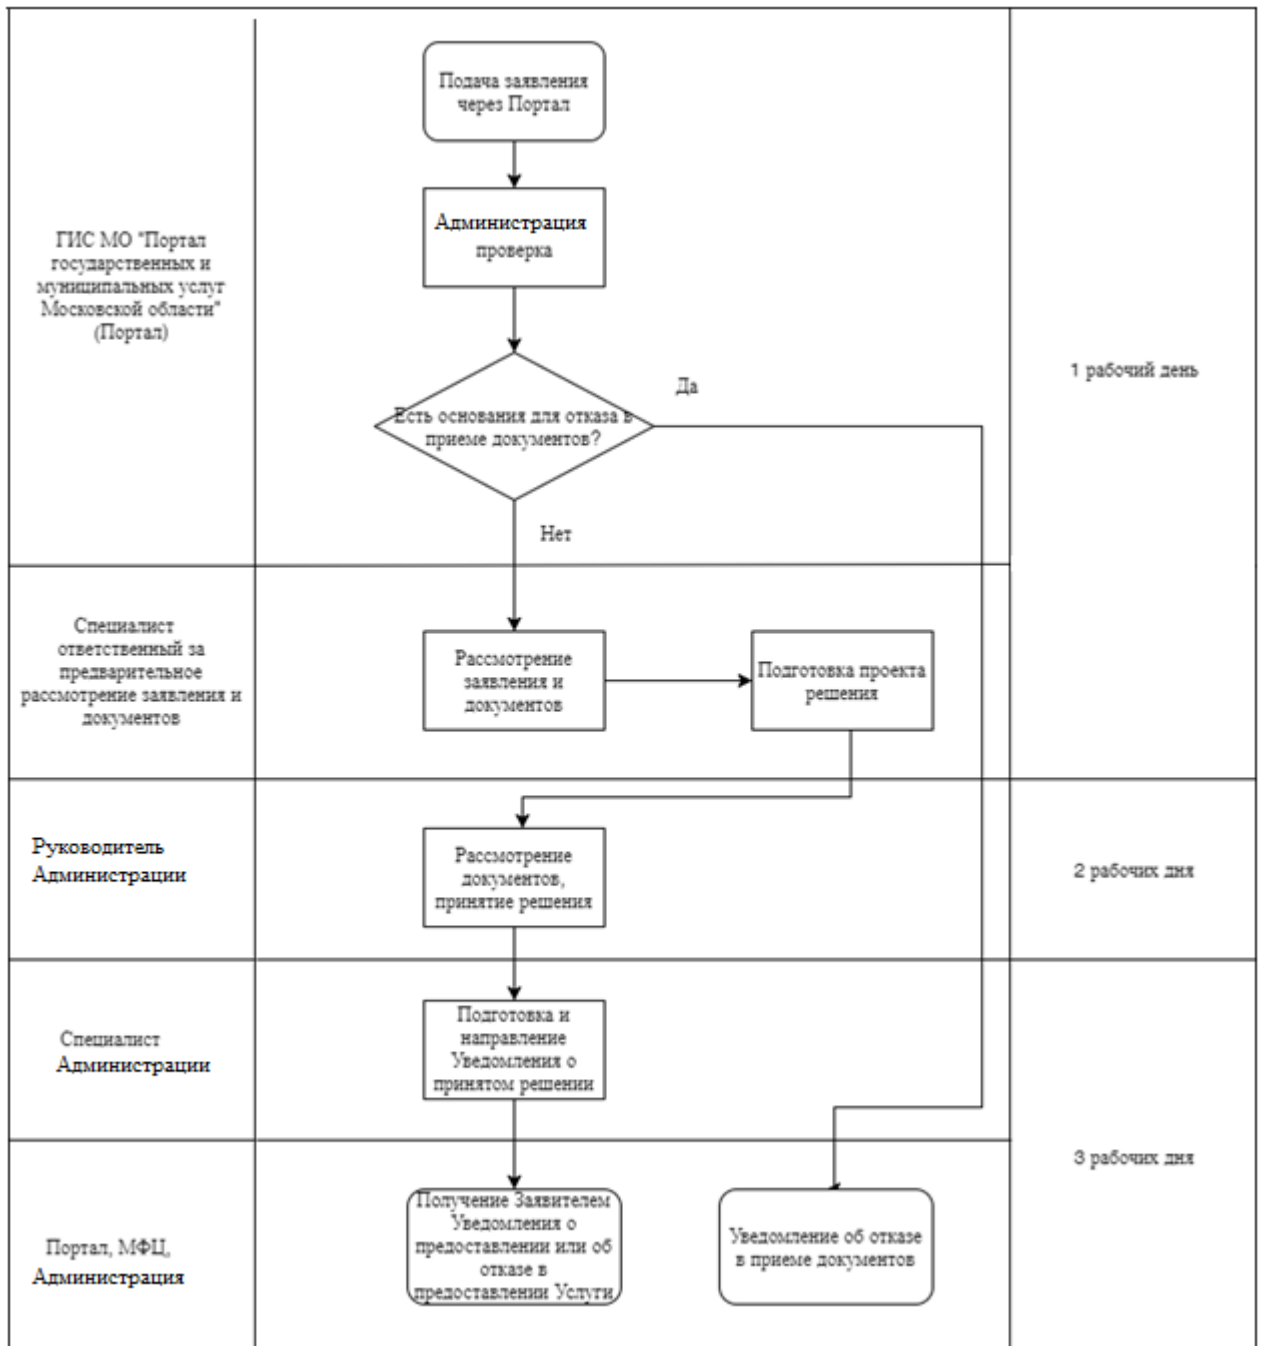 Подача заявления
через Портал
Администрация
проверка
ГИС МО "Портал
государственных и
муниципальных услуг
Московской области"
(Портал)
1 рабочий день
Да
Есть основания для отказа в
приеме документов?
Нет
Специалист
ответственный за
предварительное
рассмотрение заявления и
документов
Рассмотрение
заявления и
документов
Подготовка проекта
решения
Руководитель
Администрации
Рассмотрение
документов,
принятие решения
2 рабочих дня
Специалист
Администрации
Подготовка и
направление
Уведомления о
принятом решении
3 рабочих дня
Портал, МФЦ,
Администрация
Получение Заявителем
Уведомления о
предоставлении или об
отказе в
предоставлении Услуги
Уведомление об отказе
в приеме документов